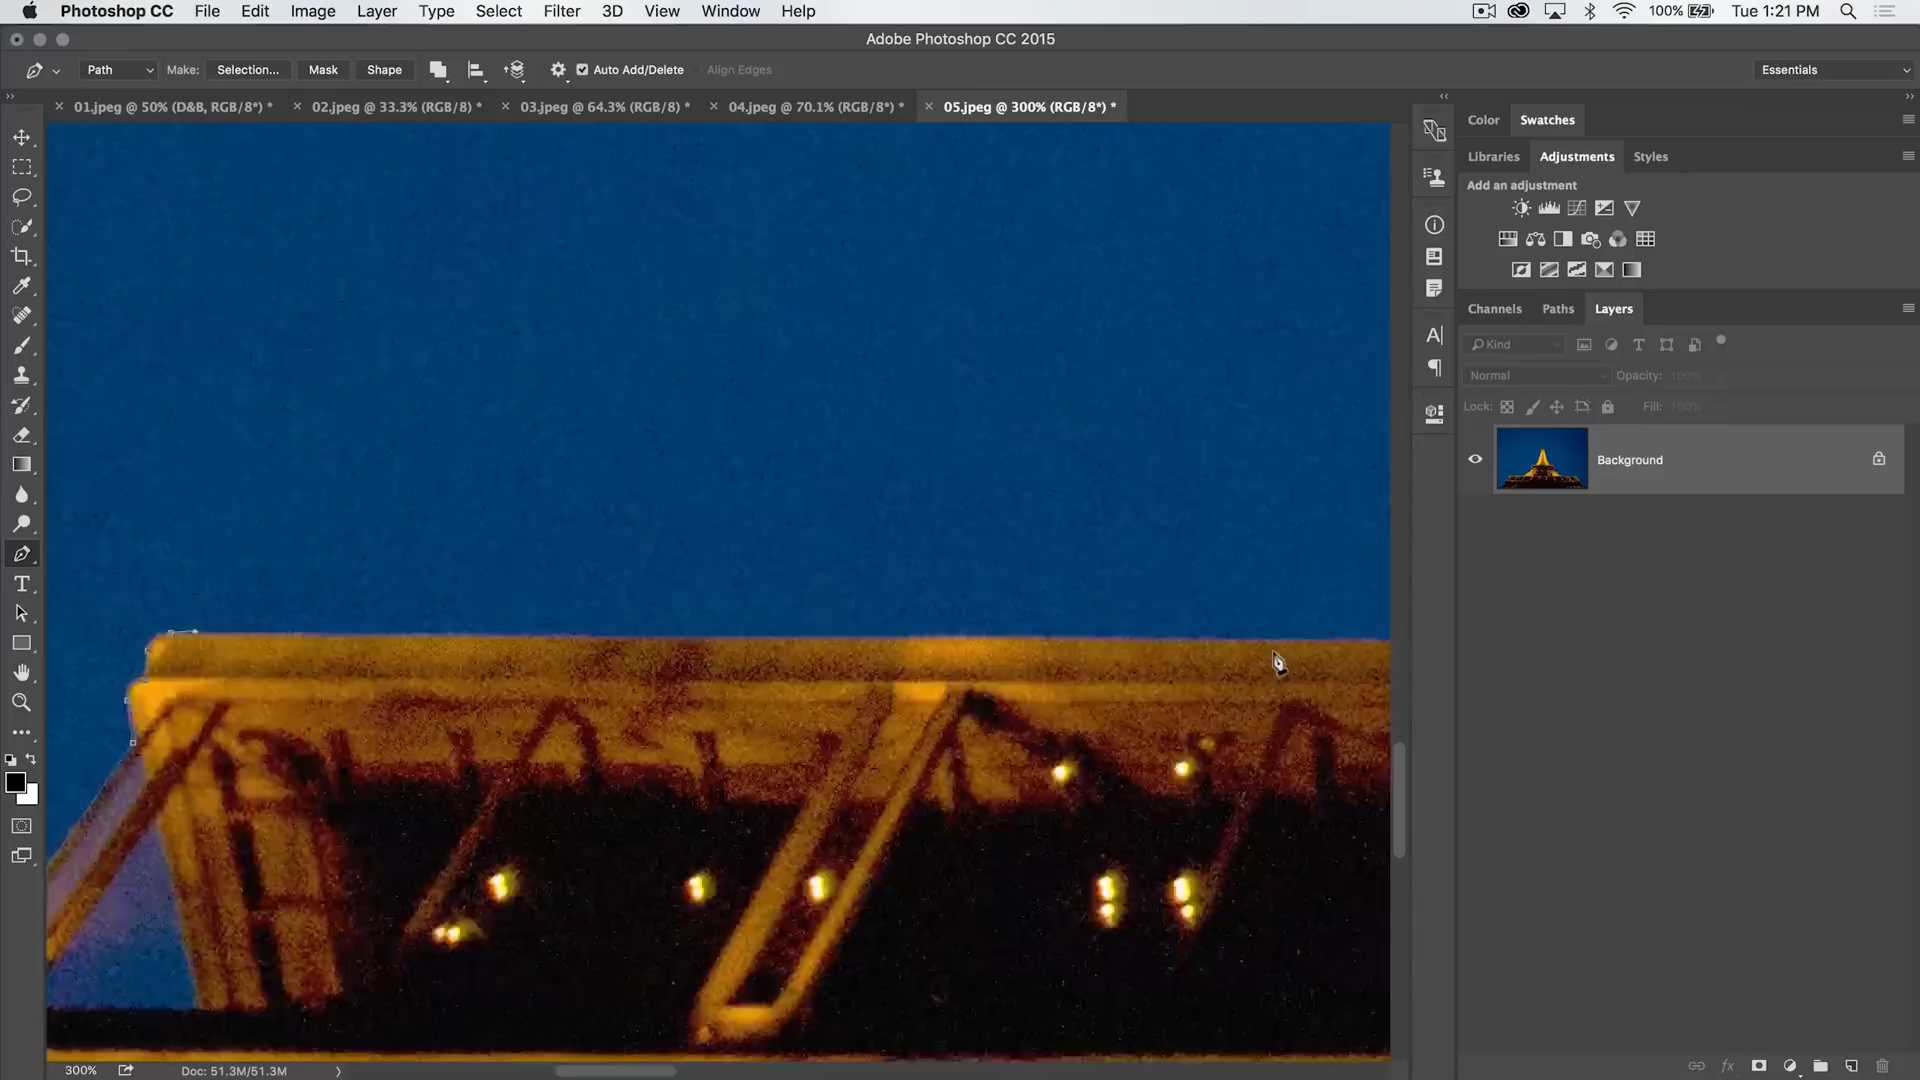 Photoshop CC File Edit Image Layer Type Select Filter 3D View Window Help 100% Tue 1:21 PM
Adobe Photoshop CC 2015
Path Make: Selection... Mask Shape Auto Add/Delete Align Edges Essentials
01.jpeg @ 50% (D&B, RGB/8*) * 02.jpeg @ 33.3% (RGB/8) * 03.jpeg @ 64.3% (RGB/8) * 04.jpeg @ 70.1% (RGB/8*) * 05.jpeg @ 300% (RGB/8*) *
Color Swatches
Libraries Adjustments Styles
Add an adjustment
Channels Paths Layers
Kind
Normal Opacity: 100%
Lock: Fill: 100%
Background
300% Doc: 51.3M/51.3M